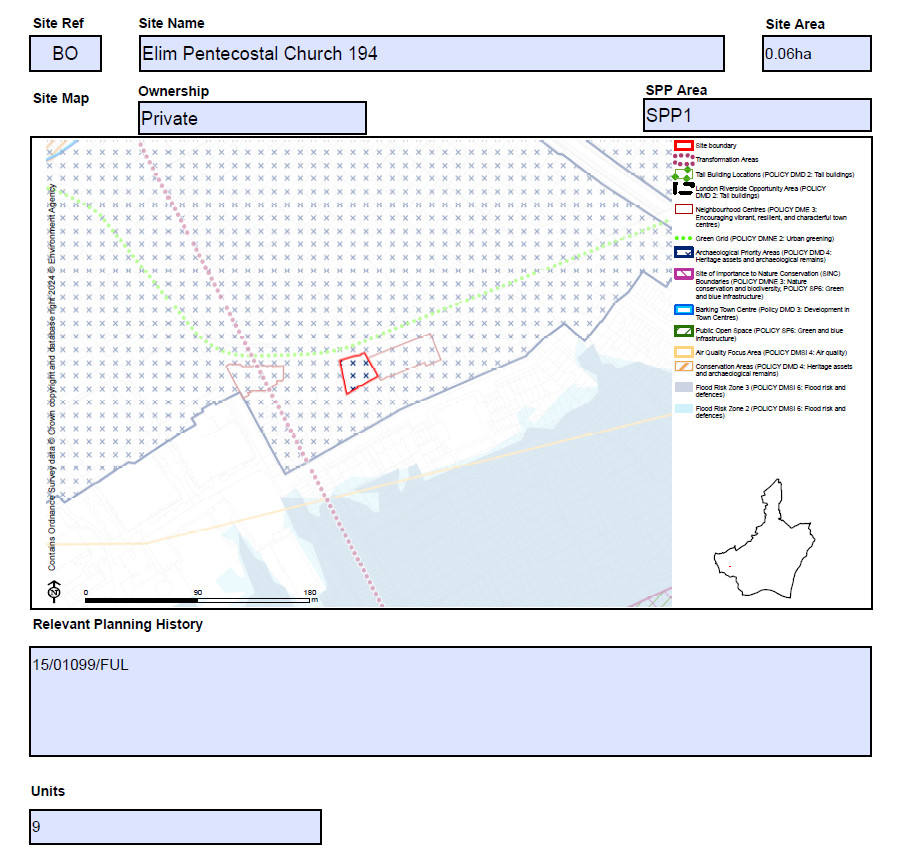 Site Ref
Site Name
Site Area
BO
Elim Pentecostal Church 194
0.06ha
Site Map
Ownership
SPP Area
Private
SPP1
Contains Ordnance Survey data © Crown copyright and database right 2024 © Environment Agency
Site boundary
Transformation Areas
Tall Building Locations (POLICY DMD 2: Tall buildings)
London Riverside Opportunity Area (POLICY
DMD 2: Tall buildings)
Neighbourhood Centres (POLICY DME 3:
Encouraging vibrant, resilient, and characterful town
centres)
Green Grid (POLICY DMNE 2: Urban greening)
Archaeological Priority Areas (POLICY DMD 4:
Heritage assets and archaeological remains)
Site of Importance to Nature Conservation (SINC)
Boundaries (POLICY DMNE 3: Nature
conservation and biodiversity, POLICY SP6: Green
and blue infrastructure)
Barking Town Centre (Policy DMD 3: Development in
Town Centres)
Public Open Space (POLICY SP6: Green and blue
infrastructure)
Air Quality Focus Area (POLICY DMSI 4: Air quality)
Conservation Areas (POLICY DMD 4: Heritage assets
and archaeological remains)
Flood Risk Zone 3 (POLICY DMSI 6: Flood risk and
defences)
Flood Risk Zone 2 (POLICY DMSI 6: Flood risk and
defences)
N
0 90 180
m
Relevant Planning History
15/01099/FUL
Units
9